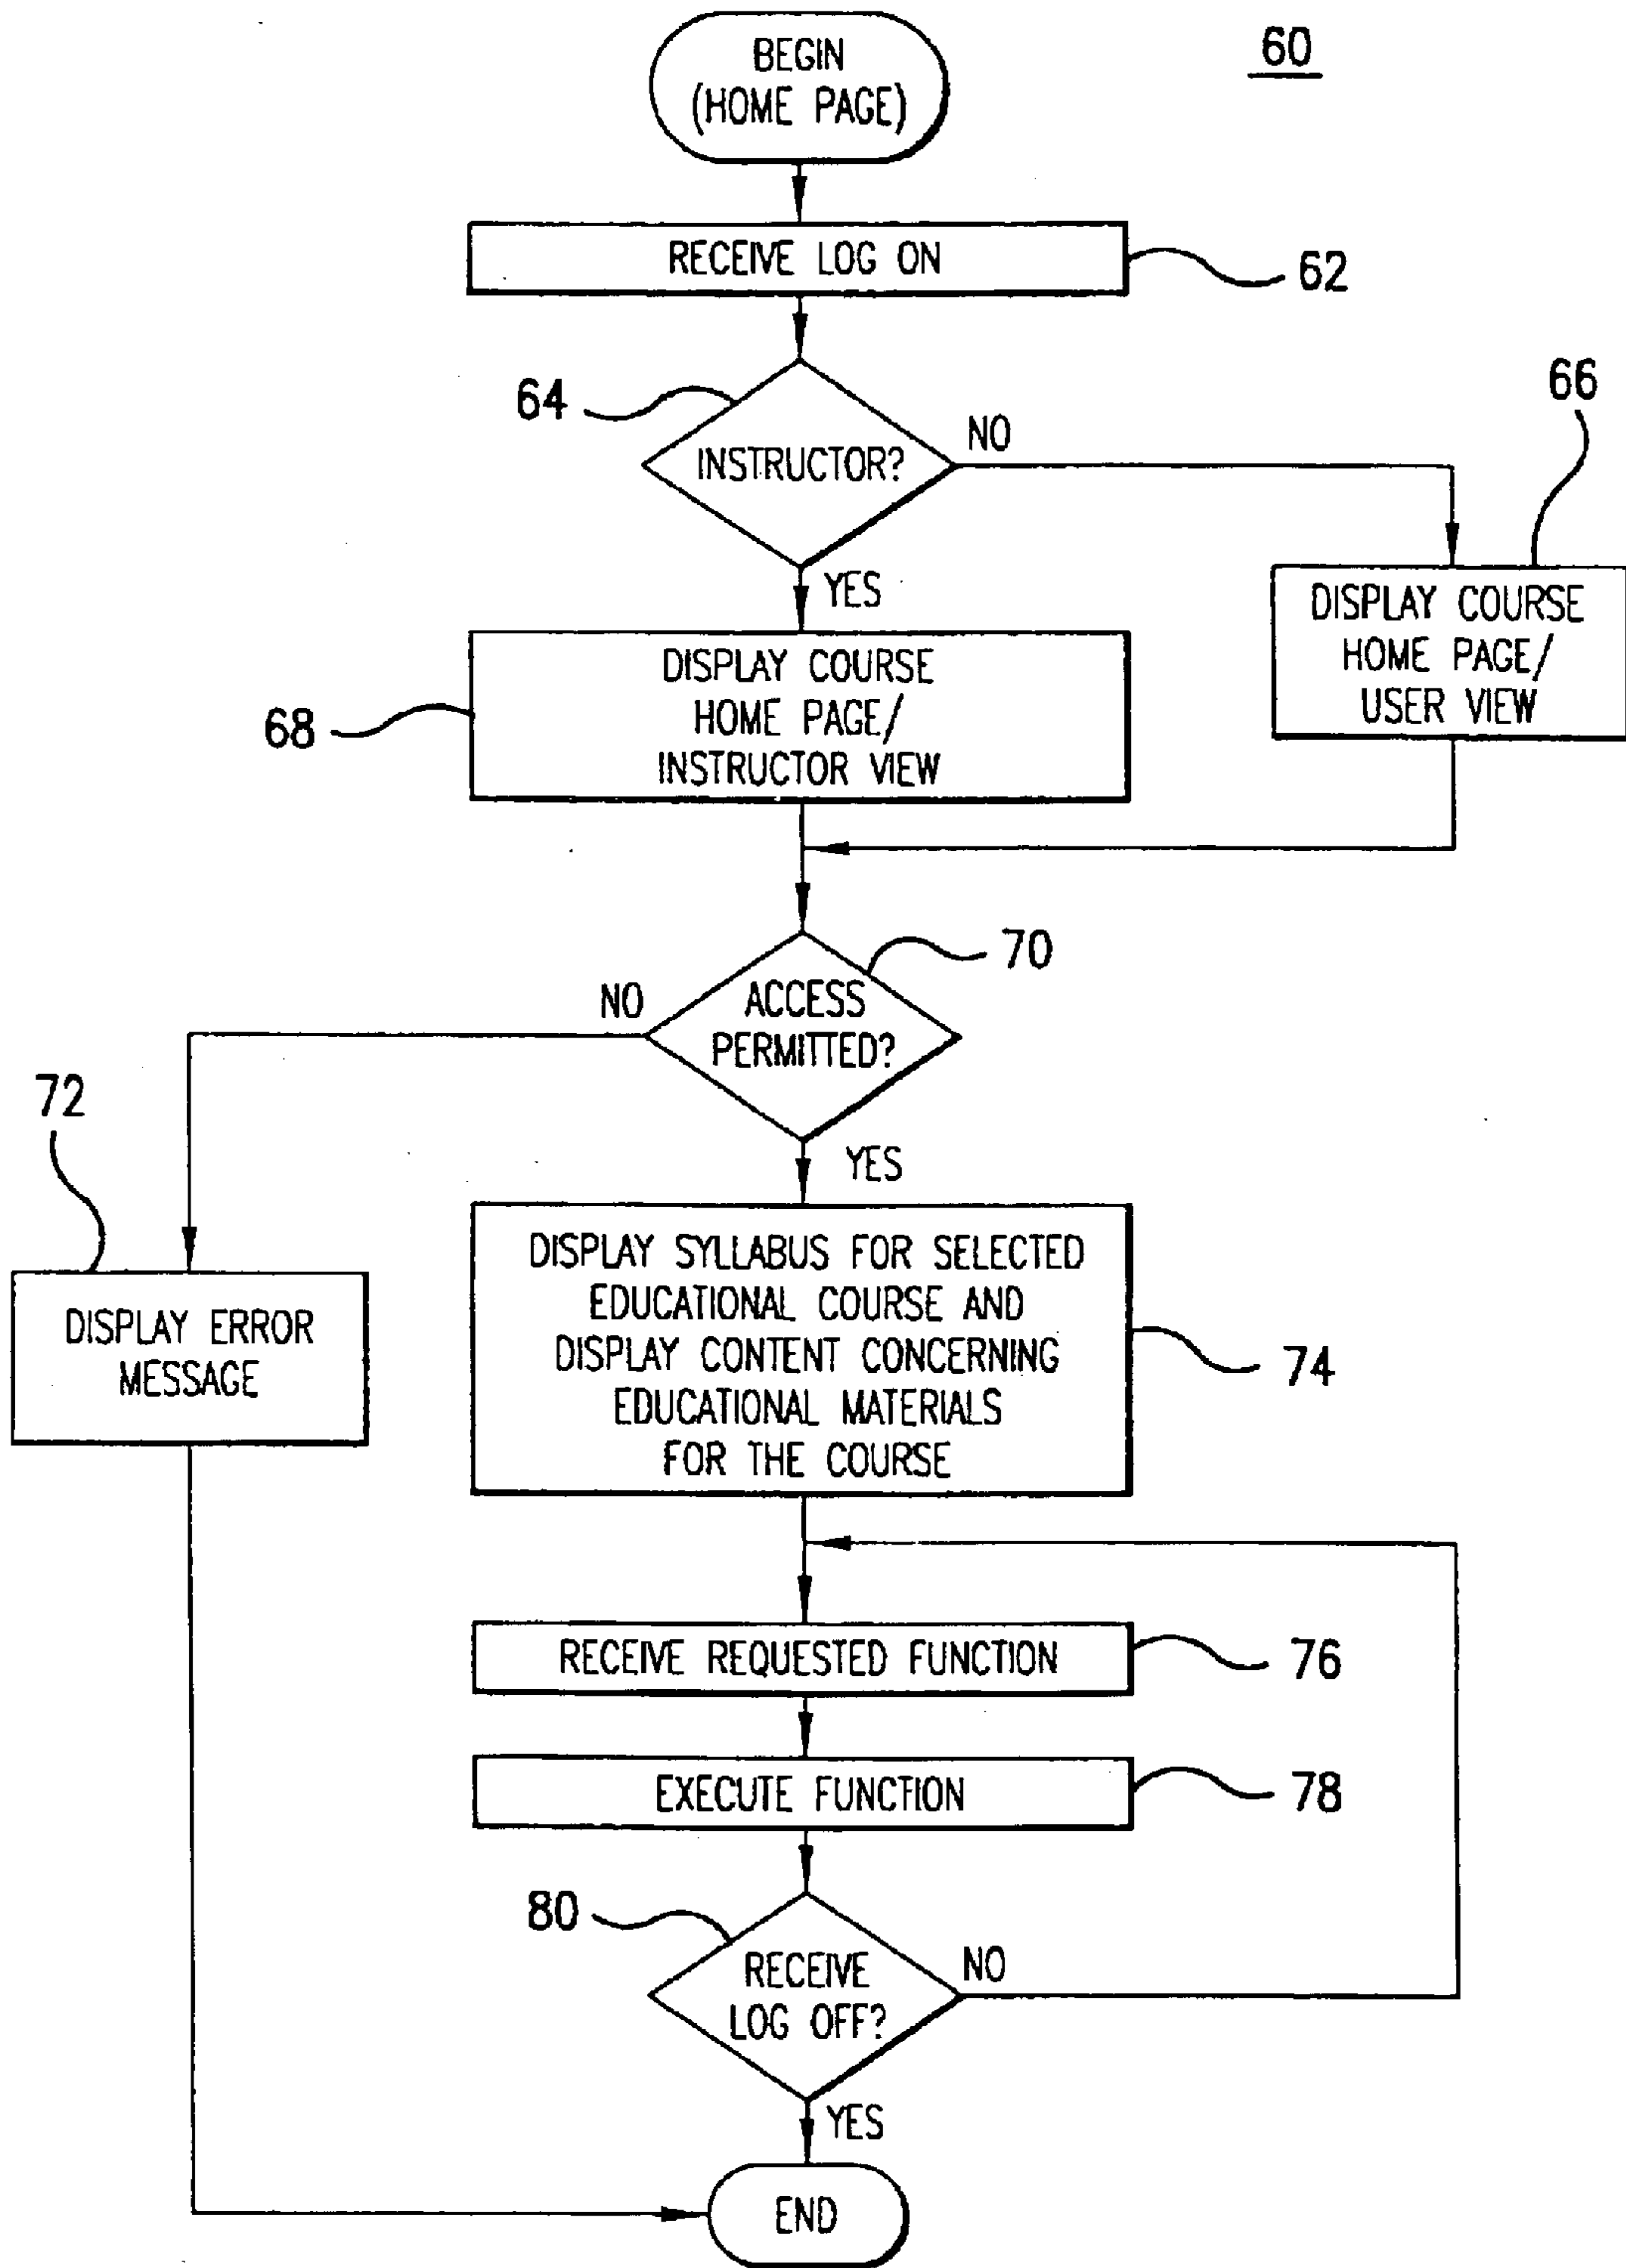 60
BEGIN
(HOME PAGE)
RECEIVE LOG ON
62
64
INSTRUCTOR?
NO
66
YES
DISPLAY COURSE
HOME PAGE/
USER VIEW
68
DISPLAY COURSE
HOME PAGE/
INSTRUCTOR VIEW
70
ACCESS
PERMITTED?
NO
YES
72
DISPLAY ERROR
MESSAGE
DISPLAY SYLLABUS FOR SELECTED
EDUCATIONAL COURSE AND
DISPLAY CONTENT CONCERNING
EDUCATIONAL MATERIALS
FOR THE COURSE
74
RECEIVE REQUESTED FUNCTION
76
EXECUTE FUNCTION
78
80
RECEIVE
LOG OFF?
NO
YES
END